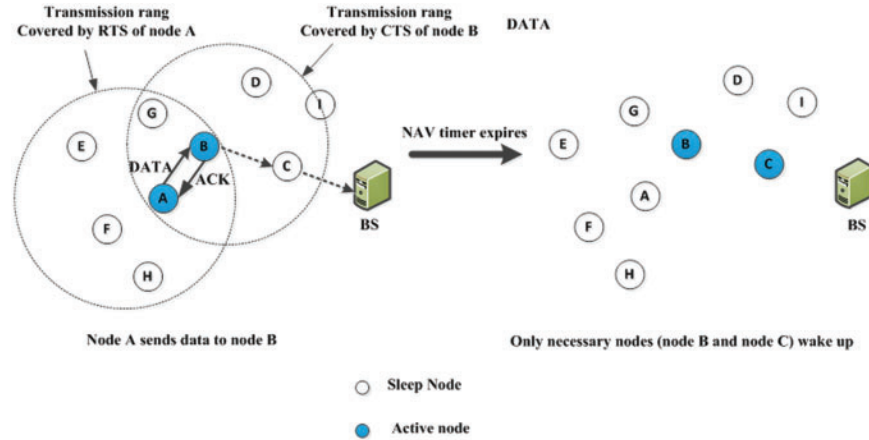 Transmission rang
Covered by RTS of node A
Transmission rang
Covered by CTS of node B
DATA
D
I
G
E
B
DATA
C
ACK
A
F
BS
H
NAV timer expires
D
I
G
E
B
C
A
F
BS
H
Node A sends data to node B
Only necessary nodes (node B and node C) wake up
Sleep Node
Active node